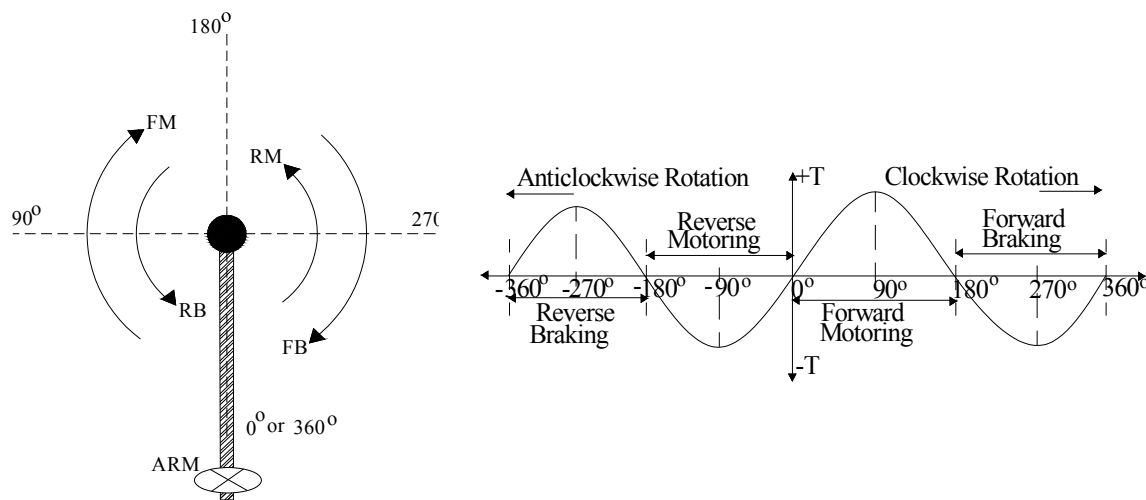 180°
FM
RM
90°
270
RB
FB
0° or 360°
ARM
+T
Anticlockwise Rotation
Clockwise Rotation
Reverse
Motoring
Forward
Braking
-360° -270° -180° -90° 0° 90° 180° 270° 360°
Reverse
Braking
Forward
Motoring
-T